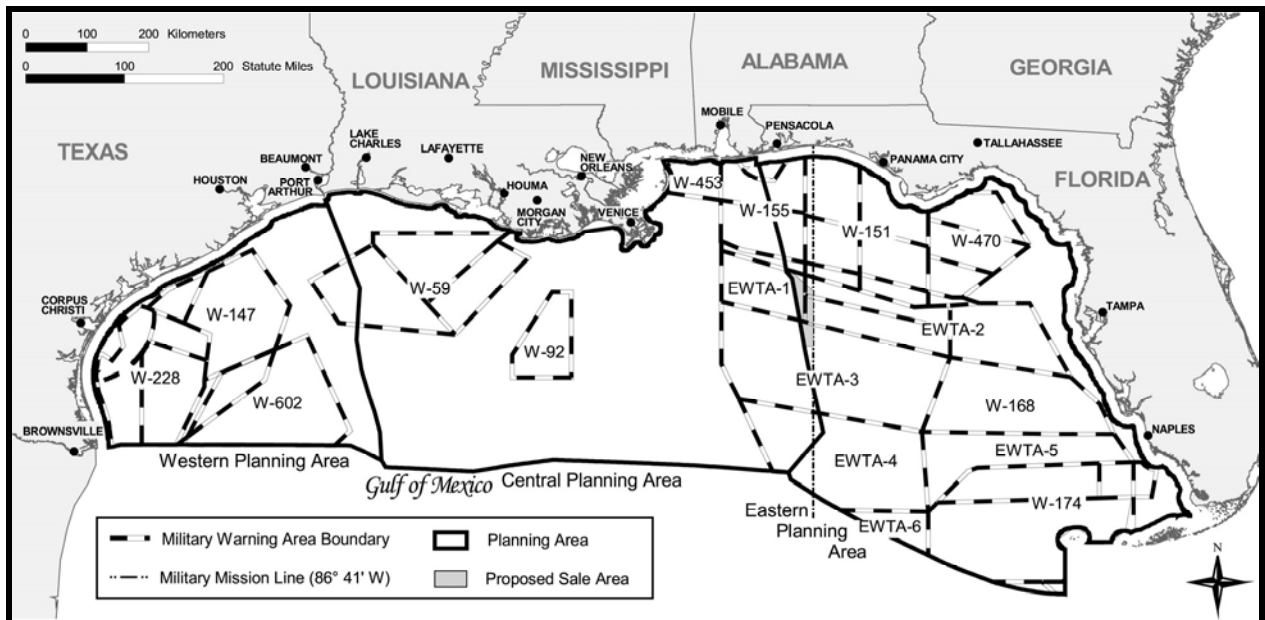 0 100 200 Kilometers
0 100 200 Statute Miles
LOUISIANA
MISSISSIPPI
ALABAMA
GEORGIA
TEXAS
FLORIDA
MOBILE
PENSACOLA
TALLAHASSEE
PANAMA CITY
LAKE
CHARLES
LAFAYETTE
NEW
ORLEANS
BEAUMONT
PORT
ARTHUR
HOUSTON
HOUMA
MORGAN
CITY
VENICE
CORPUS
CHRISTI
TAMPA
BROWNSVILLE
NAPLES
W-453
W-155
W-151
W-470
W-59
W-147
EWTA-1
EWTA-2
W-92
W-228
EWTA-3
W-602
W-168
EWTA-4
EWTA-5
W-174
EWTA-6
Western Planning Area
Gulf of Mexico
Central Planning Area
Eastern
Planning
Area
Military Warning Area Boundary
Planning Area
Military Mission Line (86° 41' W)
Proposed Sale Area
N